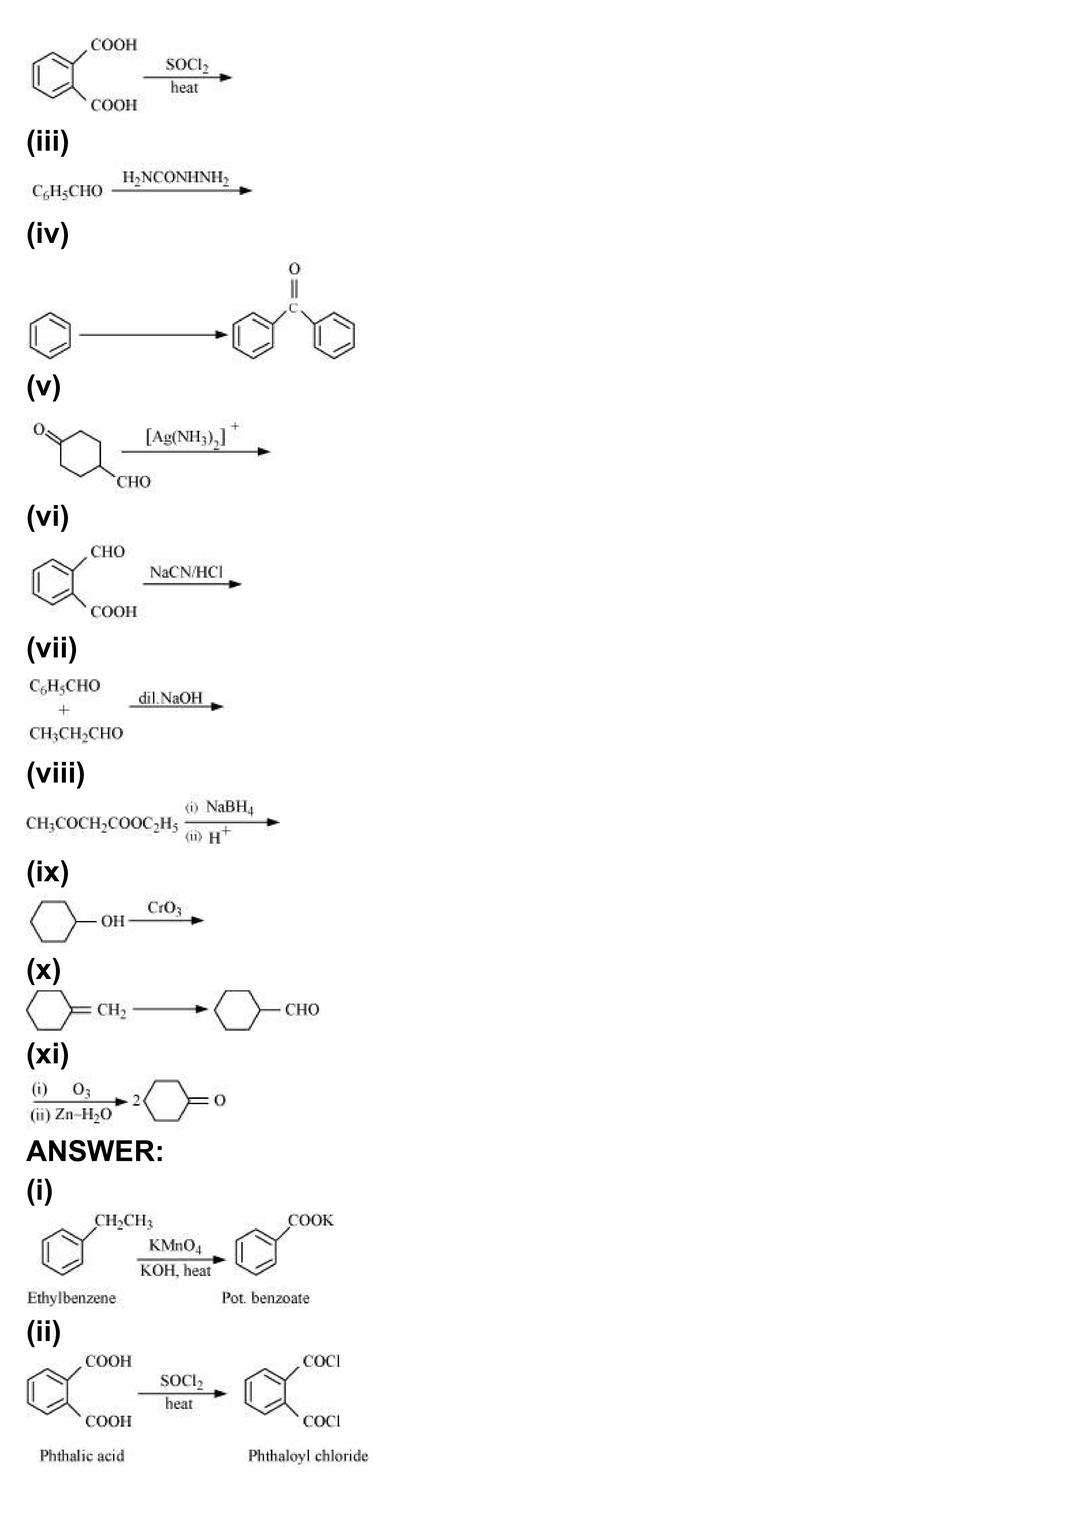 COOH
SOCl₂
heat
COOH
(iii)
C₆H₅CHO H₂NCONHNH₂
(iv)
O
C
(v)
O
[Ag(NH₃)₂]⁺
CHO
(vi)
CHO
NaCN/HCl
COOH
(vii)
C₆H₅CHO
+
dil.NaOH
CH₃CH₂CHO
(viii)
CH₃COCH₂COOC₂H₅
(i) NaBH₄
(ii) H⁺
(ix)
OH CrO₃
(x)
CH₂ CHO
(xi)
(i) O₃
(ii) Zn–H₂O
2 O
ANSWER:
(i)
CH₂CH₃ COOK
KMnO₄
KOH, heat
Ethylbenzene Pot. benzoate
(ii)
COOH COCl
SOCl₂
heat
COOH COCl
Phthalic acid Phthaloyl chloride